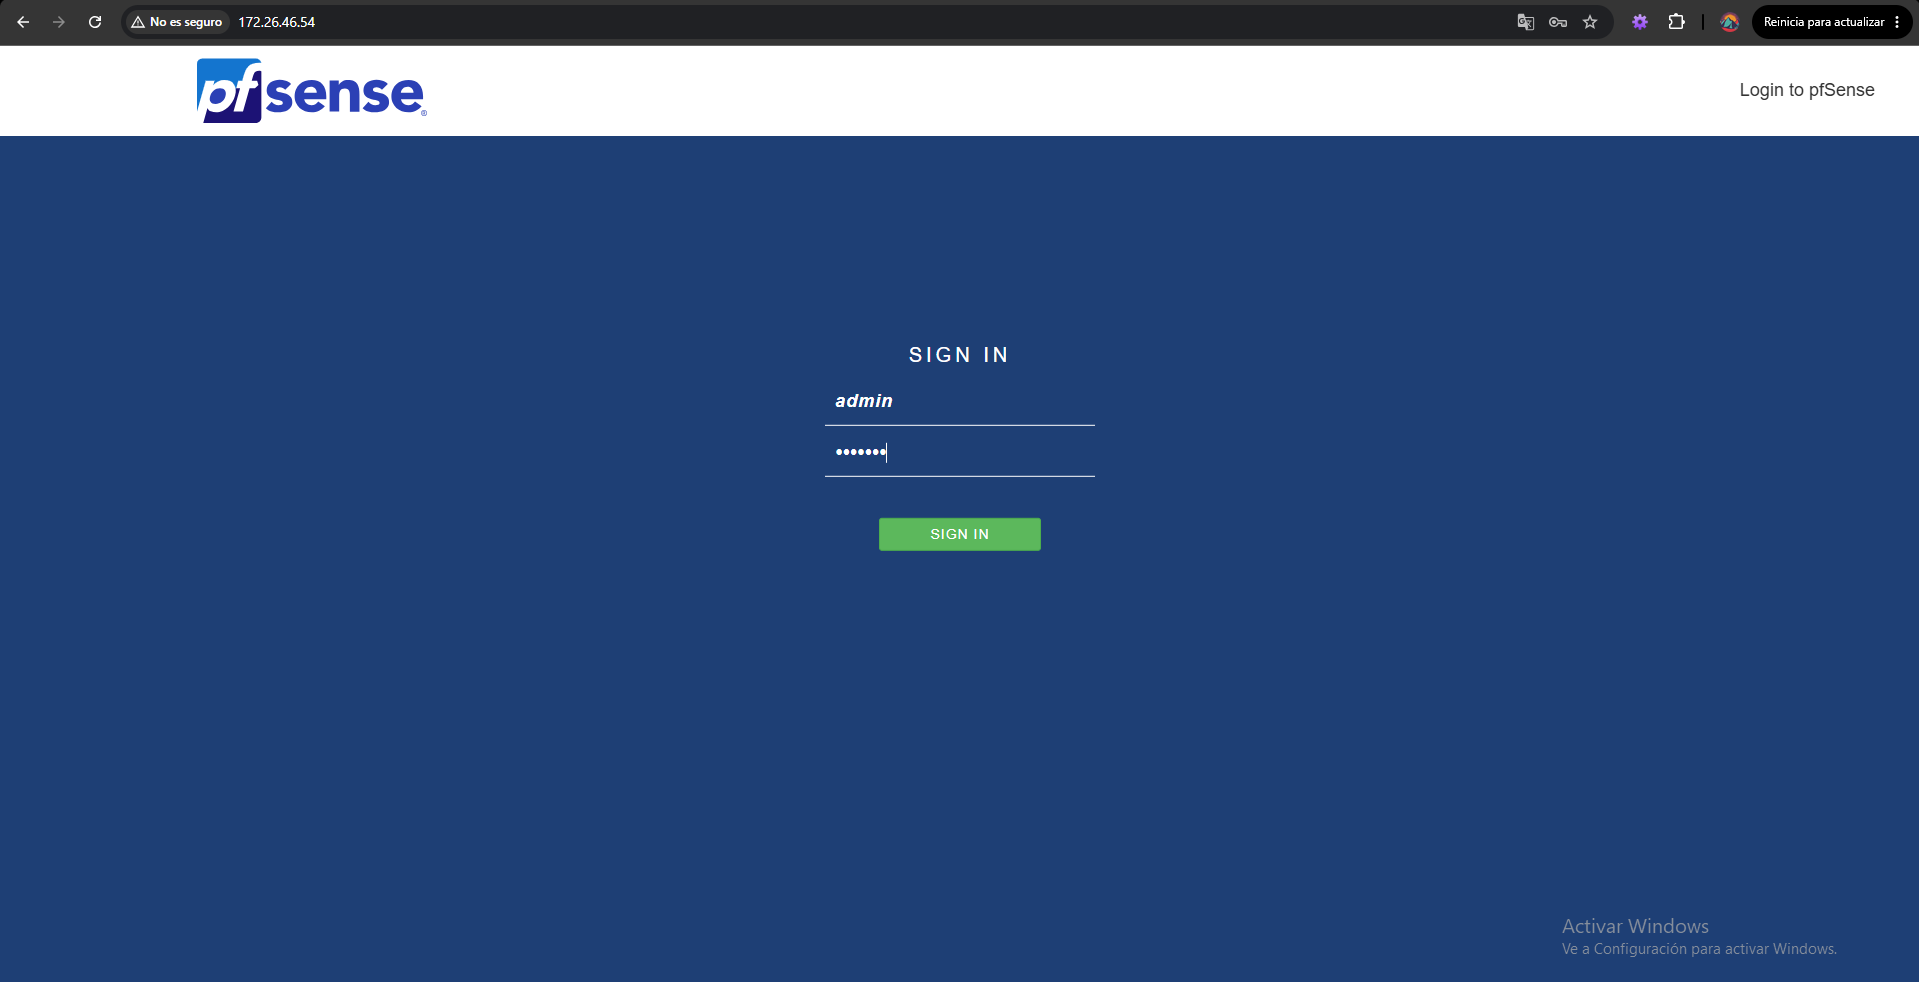 No es seguro 172.26.46.54 Reinicia para actualizar
pfsense® Login to pfSense
SIGN IN
admin
•••••••
SIGN IN
Activar Windows
Ve a Configuración para activar Windows.